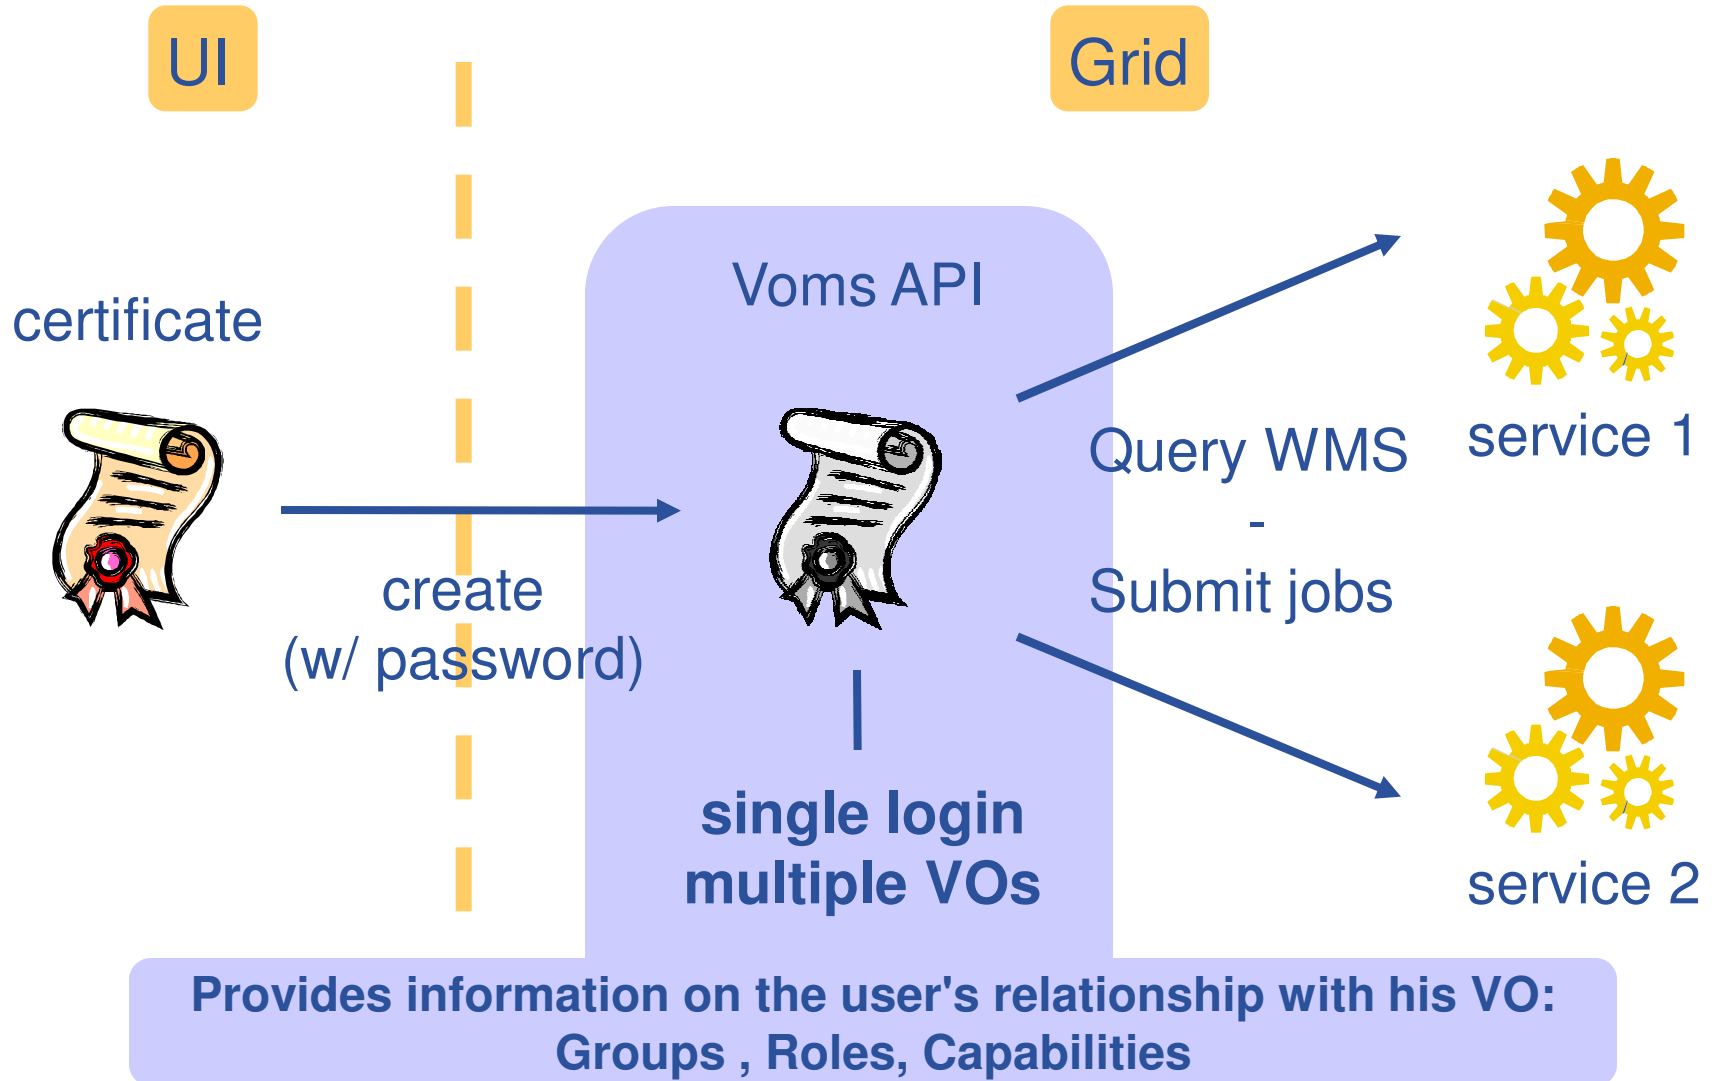 UI
Grid
certificate
Voms API
create
(w/ password)
Query WMS
-
Submit jobs
service 1
service 2
single login
multiple VOs
Provides information on the user's relationship with his VO:
Groups , Roles, Capabilities